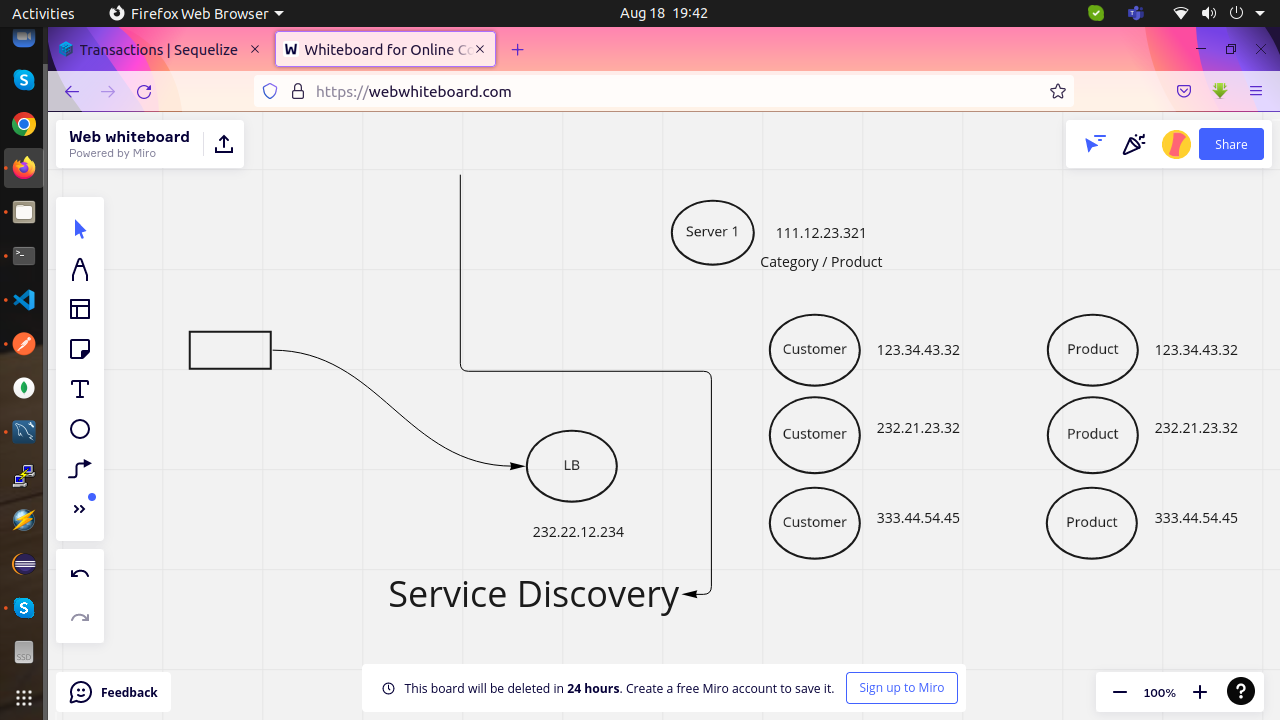 Activities
Firefox Web Browser
Aug 18 19:42
Transactions | Sequelize
Whiteboard for Online Co
https://webwhiteboard.com
Web whiteboard
Powered by Miro
Share
Server 1
111.12.23.321
Category / Product
Customer
123.34.43.32
Product
123.34.43.32
Customer
232.21.23.32
Product
232.21.23.32
LB
Customer
333.44.54.45
Product
333.44.54.45
232.22.12.234
Service Discovery
SSD
Feedback
This board will be deleted in 24 hours. Create a free Miro account to save it.
Sign up to Miro
100%